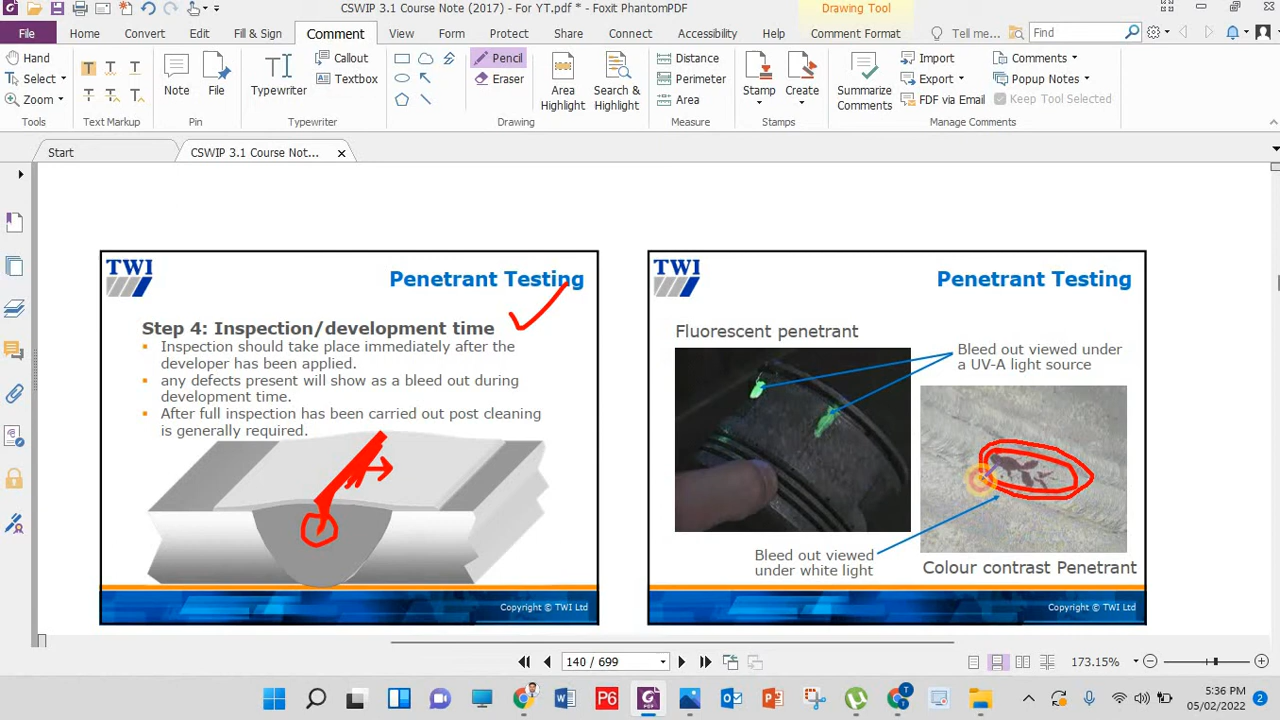 CSWIP 3.1 Course Note (2017) - For YT.pdf * - Foxit PhantomPDF
Drawing Tool
File
Home
Convert
Edit
Fill & Sign
Comment
View
Form
Protect
Share
Connect
Accessibility
Help
Comment Format
Tell me...
Find
Hand
Select
Zoom
Tools
Text Markup
Note
File
Pin
Typewriter
Callout
Textbox
Typewriter
Pencil
Eraser
Area Highlight
Search & Highlight
Drawing
Distance
Perimeter
Area
Measure
Stamp
Create
Stamps
Summarize Comments
Import
Export
FDF via Email
Comments
Popup Notes
Keep Tool Selected
Manage Comments
Start
CSWIP 3.1 Course Not...
TWI
Penetrant Testing
Step 4: Inspection/development time
Inspection should take place immediately after the
developer has been applied.
any defects present will show as a bleed out during
development time.
After full inspection has been carried out post cleaning
is generally required.
Copyright © TWI Ltd
TWI
Penetrant Testing
Fluorescent penetrant
Bleed out viewed under
a UV-A light source
Bleed out viewed
under white light
Colour contrast Penetrant
Copyright © TWI Ltd
140 / 699
173.15%
P6
5:36 PM
05/02/2022
2